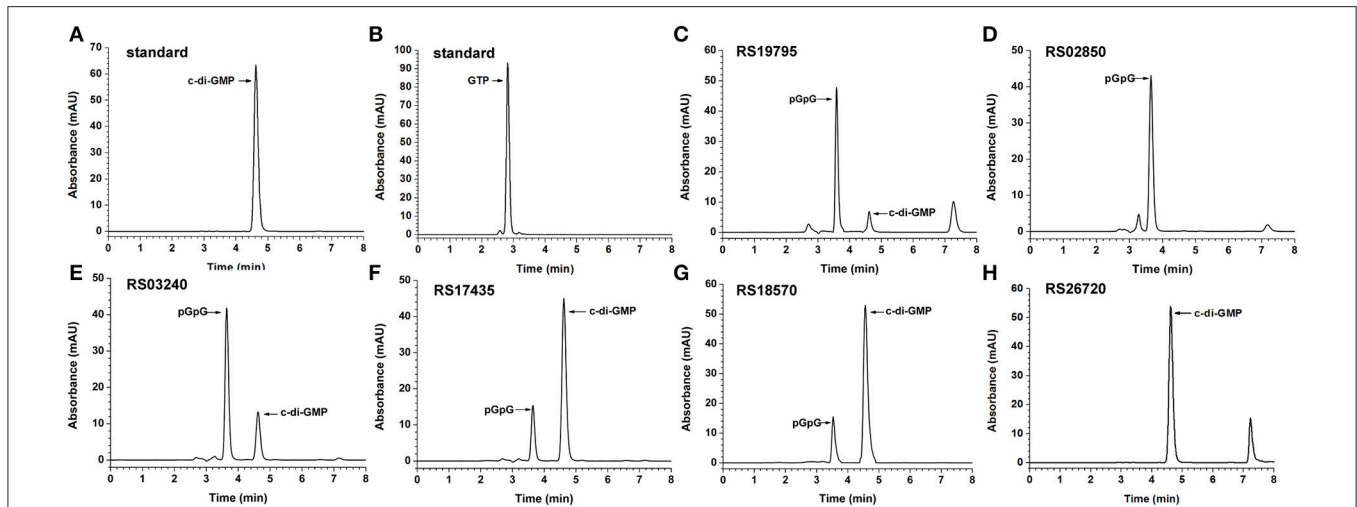 A
standard
70
60
50
40
30
20
10
0
Absorbance (mAU)
c-di-GMP
0 1 2 3 4 5 6 7 8
Time (min)
B
standard
100
90
80
70
60
50
40
30
20
10
0
Absorbance (mAU)
GTP
0 1 2 3 4 5 6 7 8
Time (min)
C
RS19795
60
50
40
30
20
10
0
Absorbance (mAU)
pGpG
c-di-GMP
0 1 2 3 4 5 6 7 8
Time (min)
D
RS02850
50
40
30
20
10
0
Absorbance (mAU)
pGpG
0 1 2 3 4 5 6 7 8
Time (min)
E
RS03240
50
40
30
20
10
0
Absorbance (mAU)
pGpG
c-di-GMP
0 1 2 3 4 5 6 7 8
Time (min)
F
RS17435
50
40
30
20
10
0
Absorbance (mAU)
pGpG
c-di-GMP
0 1 2 3 4 5 6 7 8
Time (min)
G
RS18570
60
50
40
30
20
10
0
Absorbance (mAU)
pGpG
c-di-GMP
0 1 2 3 4 5 6 7 8
Time (min)
H
RS26720
60
50
40
30
20
10
0
Absorbance (mAU)
c-di-GMP
0 1 2 3 4 5 6 7 8
Time (min)